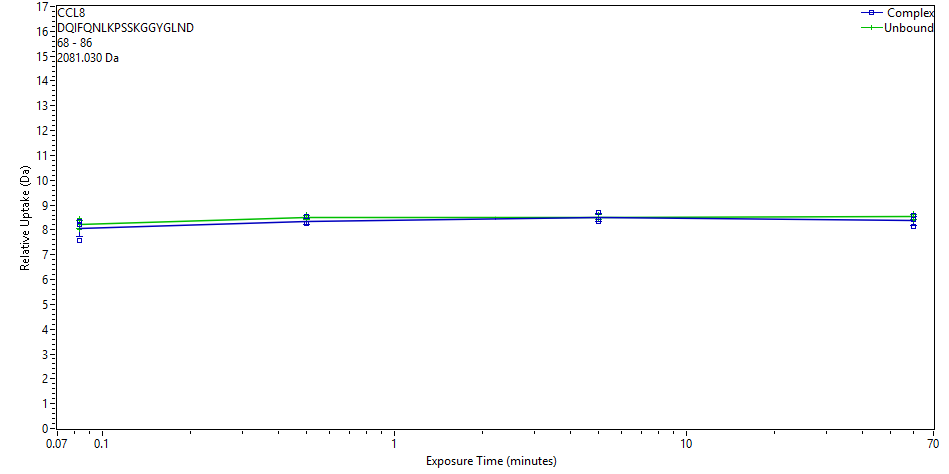 CCL8
DQIFQNLKPSSKGGYGLND
68 - 86
2081.030 Da
Complex
Unbound
17
16
15
14
13
12
11
10
9
8
7
6
5
4
3
2
1
0
Relative Uptake (Da)
0.07 0.1 1 10 70
Exposure Time (minutes)